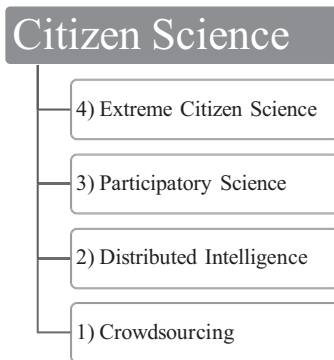 Citizen Science
4) Extreme Citizen Science
3) Participatory Science
2) Distributed Intelligence
1) Crowdsourcing